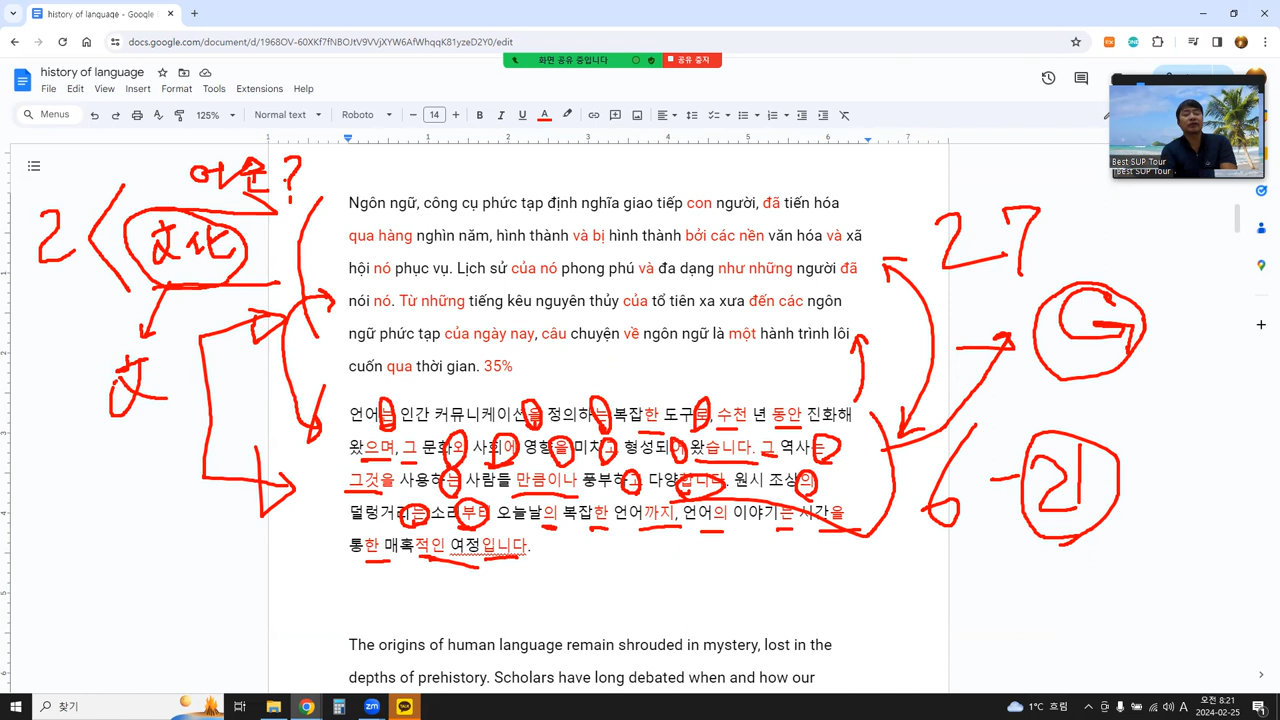 history of language - Google
docs.google.com/document/d/1968OV-60XKf7fNBOJtV9VVjXYW6AfWhqqK81yzeD2Y0/edit
화면 공유 중입니다
공유 중지
history of language
File Edit View Insert Format Tools Extensions Help
Menus
125%
Normal text
Roboto
14
B I U A
1 1 2 3 4 5 6 7
Best SUP Tour
Best SUP Tour
어순?
2
文化
文
27
G
6
21
Ngôn ngữ, công cụ phức tạp định nghĩa giao tiếp con người, đã tiến hóa
qua hàng nghìn năm, hình thành và bị hình thành bởi các nền văn hóa và xã
hội nó phục vụ. Lịch sử của nó phong phú và đa dạng như những người đã
nói nó. Từ những tiếng kêu nguyên thủy của tổ tiên xa xưa đến các ngôn
ngữ phức tạp của ngày nay, câu chuyện về ngôn ngữ là một hành trình lôi
cuốn qua thời gian. 35%
언어는 인간 커뮤니케이션을 정의하는 복잡한 도구로, 수천 년 동안 진화해
왔으며, 그 문화와 사회에 영향을 미치고 형성되어 왔습니다. 그 역사는
그것을 사용하는 사람들 만큼이나 풍부하고 다양합니다. 원시 조상의
덜렁거리는 소리부터 오늘날의 복잡한 언어까지, 언어의 이야기는 시간을
통한 매혹적인 여정입니다.
The origins of human language remain shrouded in mystery, lost in the
depths of prehistory. Scholars have long debated when and how our
찾기
1°C 흐림
A
오전 8:21
2024-02-25